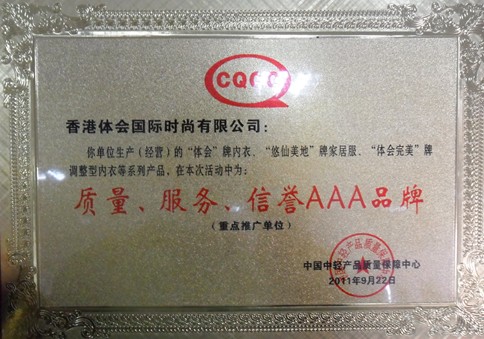 CQGC
香港体会国际时尚有限公司：
你单位生产（经营）的“体会”牌内衣、“悠仙美地”牌家居服、“体会完美”牌
调整型内衣等系列产品，在本次活动中为：
质量、服务、信誉AAA品牌
（重点推广单位）
中国中轻产品质量保障中心
2011年9月22日